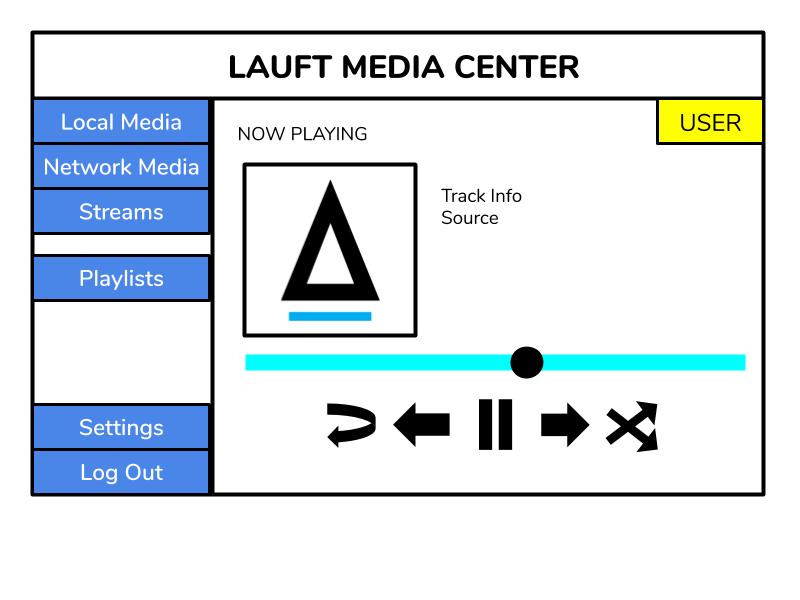 LAUFT MEDIA CENTER
Local Media
Network Media
Streams
Playlists
Settings
Log Out
USER
NOW PLAYING
Track Info
Source